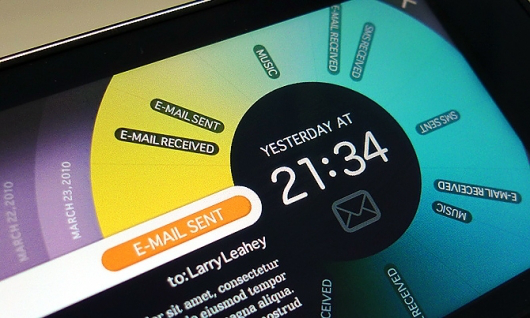 MUSIC
E-MAIL RECEIVED
SMS RECEIVED
E-MAIL SENT
E-MAIL RECEIVED
SMS SENT
YESTERDAY AT
21:34
E-MAIL RECEIVED
MUSIC
MARCH 22, 2010
MARCH 23, 2010
E-MAIL SENT
to: Larry Leahey
sit amet, consectetur
eiusmod tempor
magna aliqua.
nostrud
RECEIVED